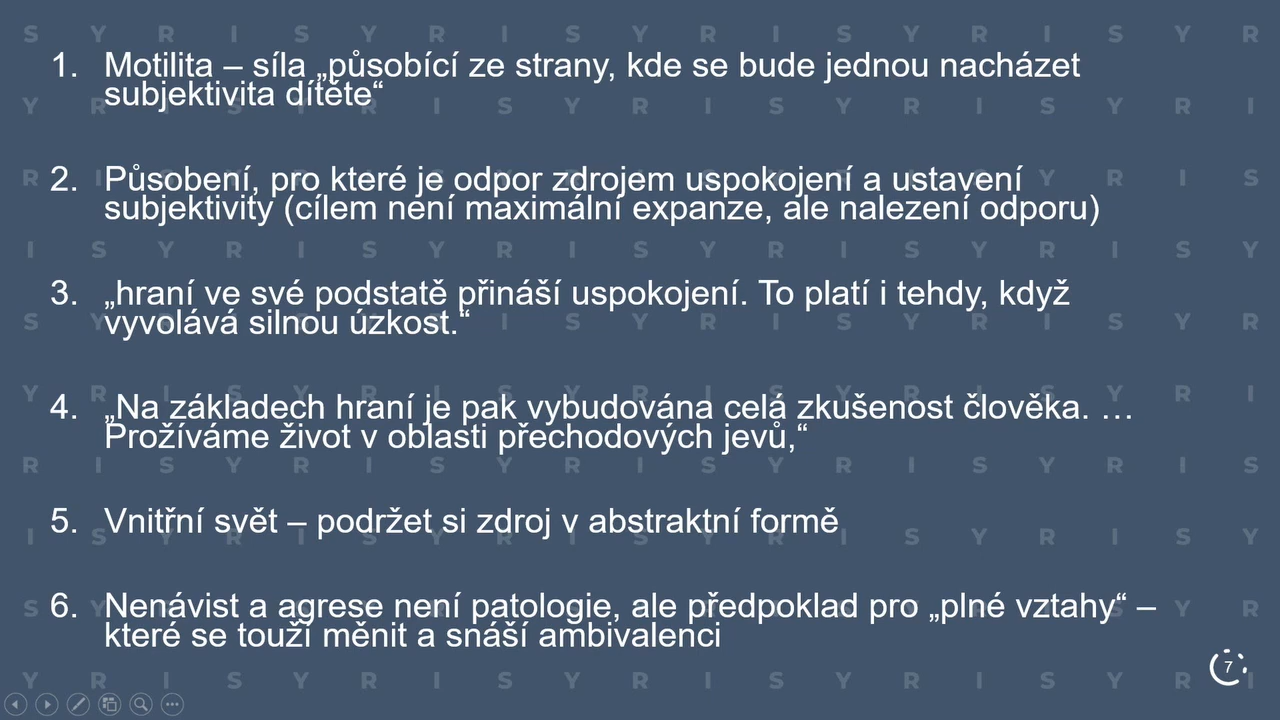 S Y R I S Y R I S Y R I S Y R I S Y R
1. Motilita – síla „působící ze strany, kde se bude jednou nacházet
subjektivita dítěte“
2. Působení, pro které je odpor zdrojem uspokojení a ustavení
subjektivity (cílem není maximální expanze, ale nalezení odporu)
I S Y R I S Y R I S Y R I S Y R I S Y
3. „hraní ve své podstatě přináší uspokojení. To platí i tehdy, když
vyvolává silnou úzkost.“
4. „Na základech hraní je pak vybudována celá zkušenost člověka. …
Prožíváme život v oblasti přechodových jevů,“
R I S Y R I S Y R I S Y R I S Y R I S
5. Vnitřní svět – podržet si zdroj v abstraktní formě
6. Nenávist a agrese není patologie, ale předpoklad pro „plné vztahy“ –
které se touží měnit a snáší ambivalenci
7
Y R I S Y R I S Y R I S Y R I S Y R I